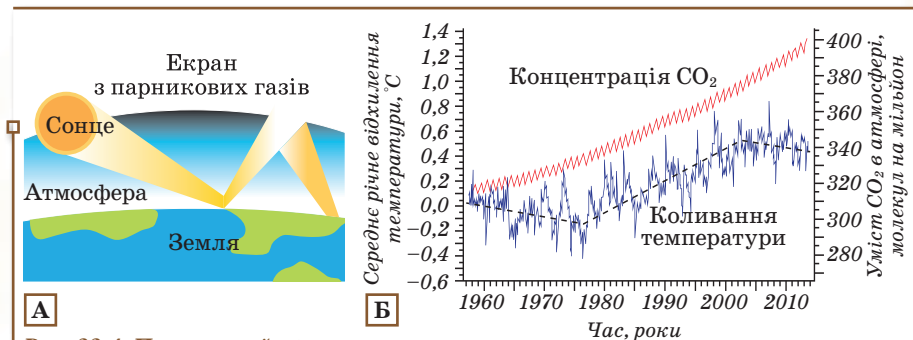 Екран
з парникових газів
Сонце
Атмосфера
Земля
А
Середнє річне відхилення
температури, °С
1,4
1,2
1,0
0,8
0,6
0,4
0,2
0,0
–0,2
–0,4
–0,6
Концентрація CO₂
Коливання
температури
400
380
360
340
320
300
280
Уміст CO₂ в атмосфері,
молекул на мільйон
1960 1970 1980 1990 2000 2010
Час, роки
Б